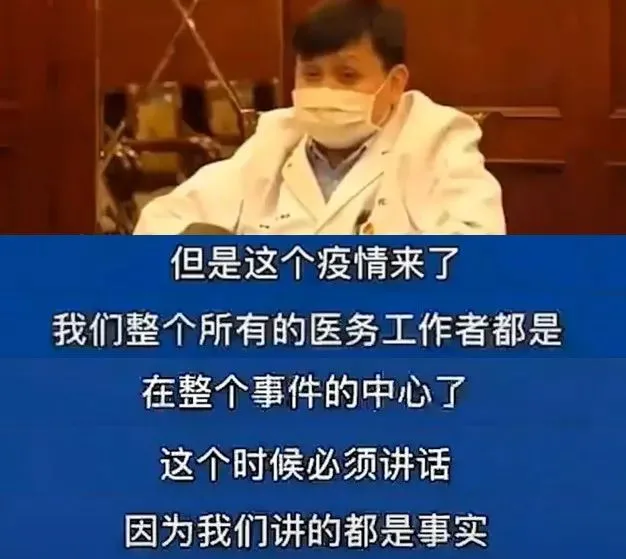 但是这个疫情来了
我们整个所有的医务工作者都是
在整个事件的中心了
这个时候必须讲话
因为我们讲的都是事实